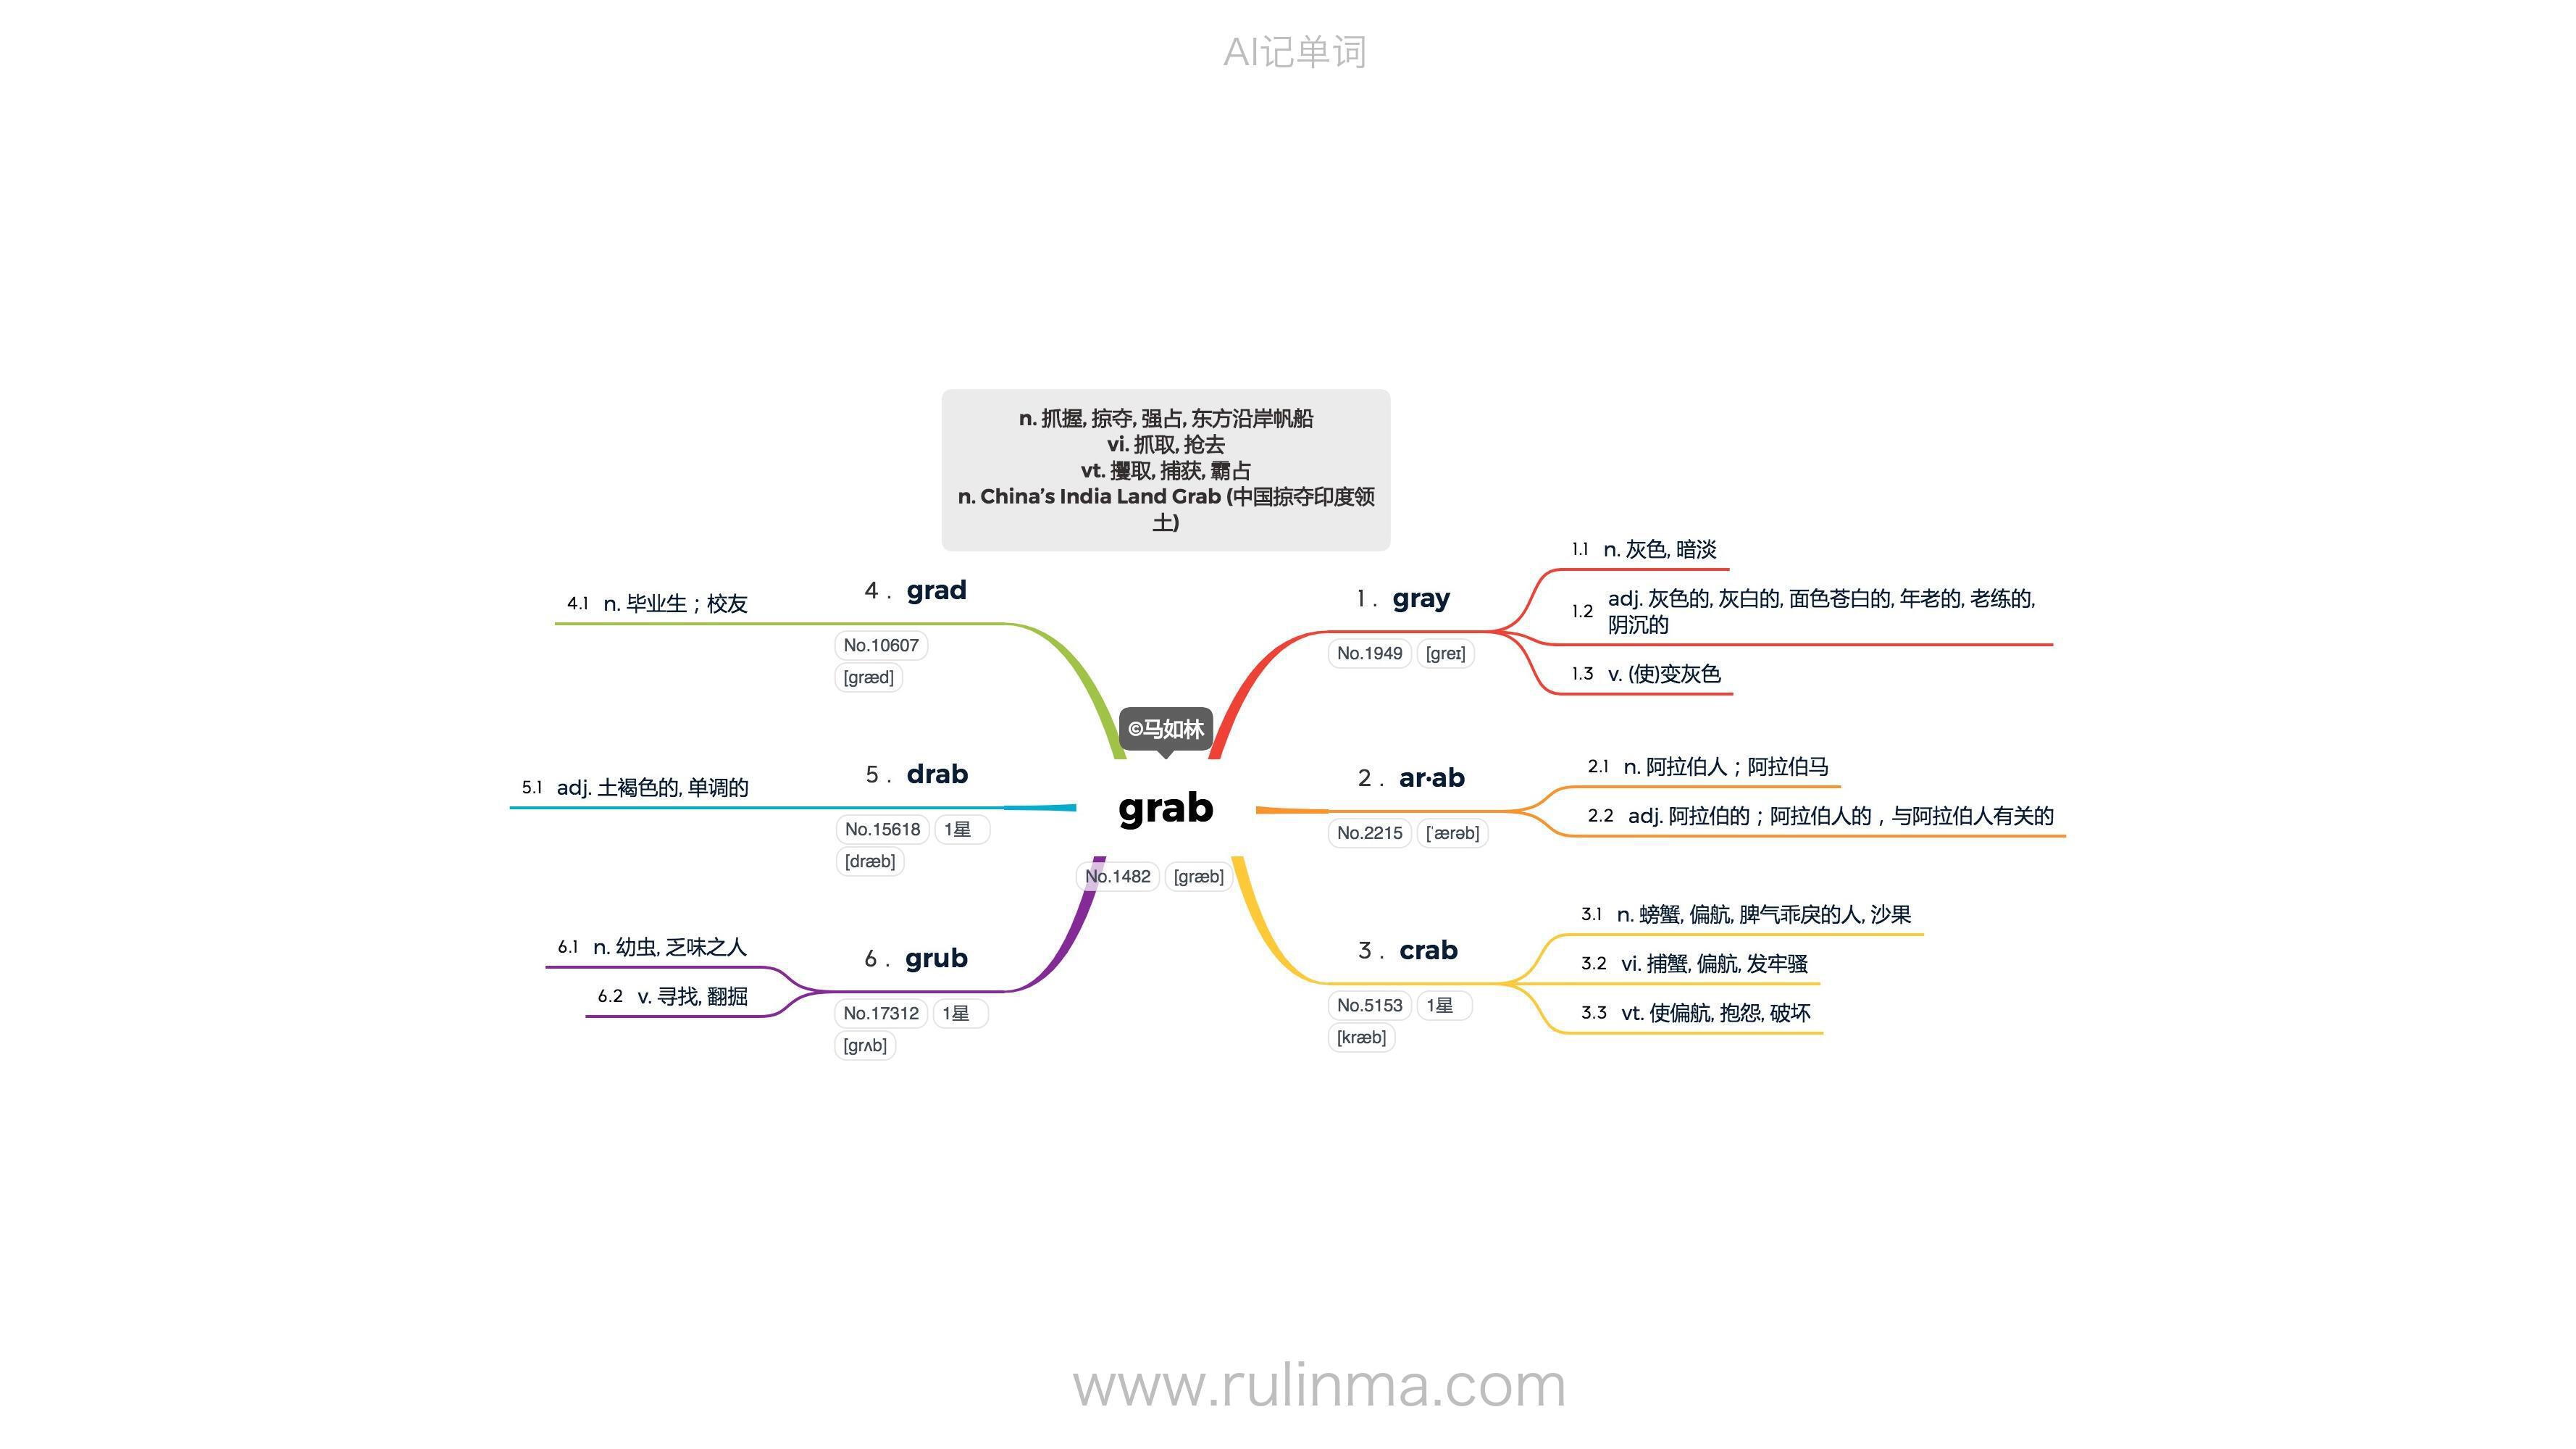 AI记单词
n. 抓握, 掠夺, 强占, 东方沿岸帆船
vi. 抓取, 抢去
vt. 攫取, 捕获, 霸占
n. China’s India Land Grab (中国掠夺印度领
土)
©马如林
grab
No.1482 [græb]
1 . gray
No.1949 [greɪ]
1.1 n. 灰色, 暗淡
1.2 adj. 灰色的, 灰白的, 面色苍白的, 年老的, 老练的,
阴沉的
1.3 v. (使)变灰色
2 . ar·ab
No.2215 [ˈærəb]
2.1 n. 阿拉伯人；阿拉伯马
2.2 adj. 阿拉伯的；阿拉伯人的，与阿拉伯人有关的
3 . crab
No.5153 1星
[kræb]
3.1 n. 螃蟹, 偏航, 脾气乖戾的人, 沙果
3.2 vi. 捕蟹, 偏航, 发牢骚
3.3 vt. 使偏航, 抱怨, 破坏
4 . grad
No.10607
[græd]
4.1 n. 毕业生；校友
5 . drab
No.15618 1星
[dræb]
5.1 adj. 土褐色的, 单调的
6 . grub
No.17312 1星
[grʌb]
6.1 n. 幼虫, 乏味之人
6.2 v. 寻找, 翻掘
www.rulinma.com